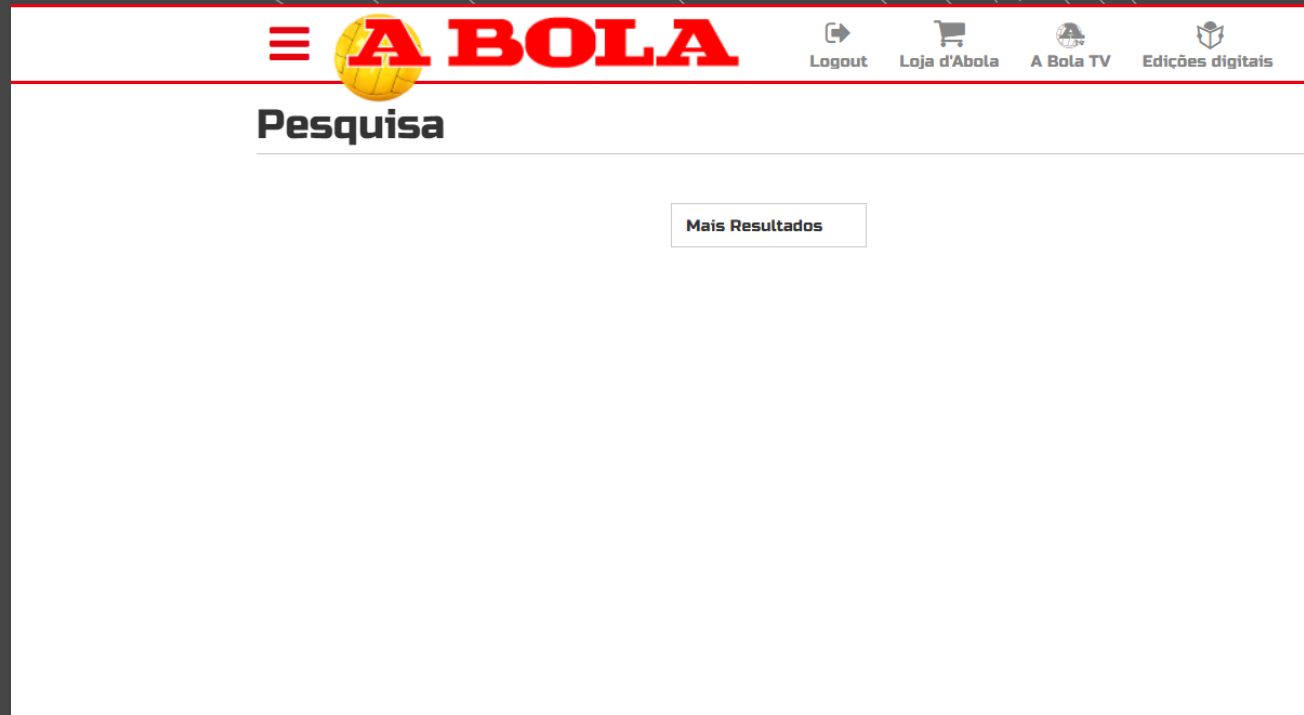 A BOLA
Logout
Loja d'Abola
A Bola TV
Edições digitais
Pesquisa
Mais Resultados